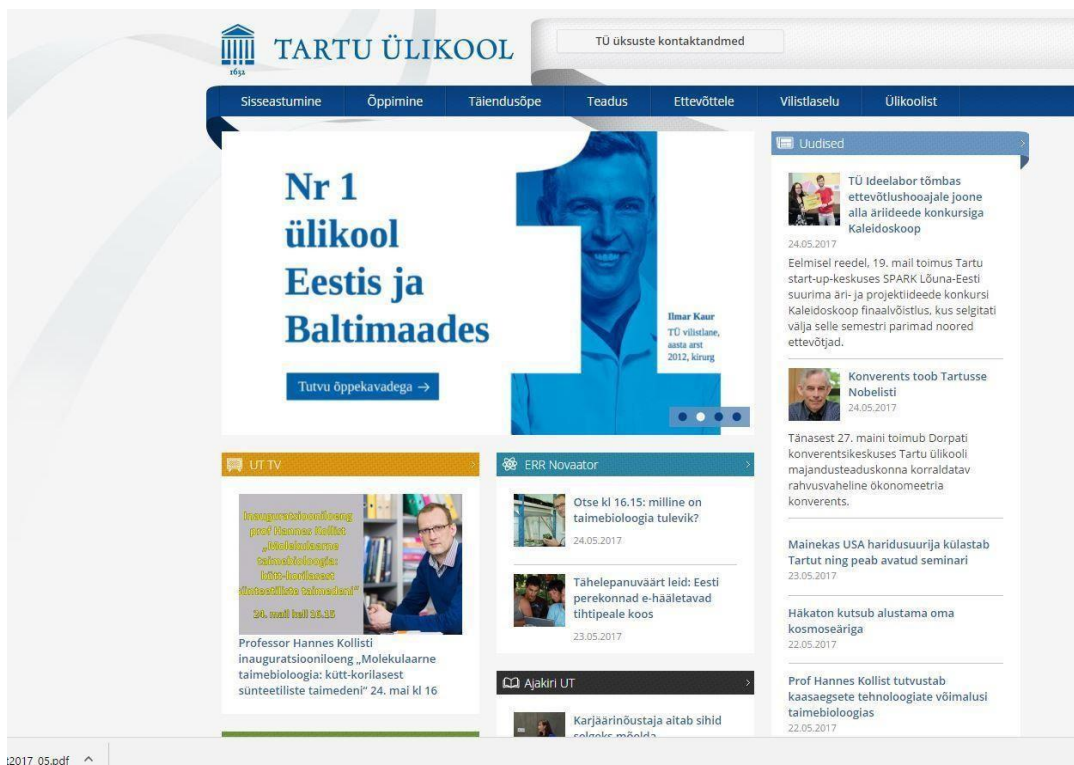 TARTU ÜLIKOOL
1632
TÜ üksuste kontaktandmed
Sisseastumine
Õppimine
Täiendusõpe
Teadus
Ettevõttele
Vilistlaselu
Ülikoolist
Nr 1
ülikool
Eestis ja
Baltimaades
Tutvu õppekavadega →
Ilmar Kaur
TÜ vilistlane,
aasta arst
2012, kirurg
UT TV
Inauguratsiooniloeng
prof Hannes Kollist
„Molekulaarne
taimebioloogia:
kütt-korilasest
sünteetiliste taimedeni"
24. mail kell 16.15
Professor Hannes Kollisti
inauguratsiooniloeng „Molekulaarne
taimebioloogia: kütt-korilasest
sünteetiliste taimedeni" 24. mai kl 16
ERR Novaator
Otse kl 16.15: milline on
taimebioloogia tulevik?
24.05.2017
Tähelepanuväärt leid: Eesti
perekonnad e-hääletavad
tihtipeale koos
23.05.2017
Ajakiri UT
Karjäärinõustaja aitab sihid
selgeks mõelda
Uudised
TÜ Ideelabor tõmbas
ettevõtlushooajale joone
alla äriideede konkursiga
Kaleidoskoop
24.05.2017
Eelmisel reedel, 19. mail toimus Tartu
start-up-keskuses SPARK Lõuna-Eesti
suurima äri- ja projektiideede konkursi
Kaleidoskoop finaalvõistlus, kus selgitati
välja selle semestri parimad noored
ettevõtjad.
Konverents toob Tartusse
Nobelisti
24.05.2017
Tänasest 27. maini toimub Dorpati
konverentsikeskuses Tartu ülikooli
majandusteaduskonna korraldatav
rahvusvaheline ökonomeetria
konverents.
Mainekas USA haridusuurija külastab
Tartut ning peab avatud seminari
23.05.2017
Häkaton kutsub alustama oma
kosmoseäriga
22.05.2017
Prof Hannes Kollist tutvustab
kaasaegsete tehnoloogiate võimalusi
taimebioloogias
22.05.2017
2017_05.pdf